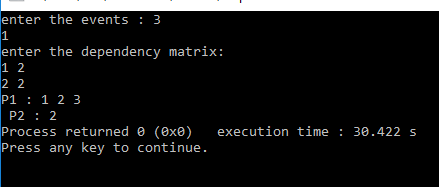 enter the events : 3
1
enter the dependency matrix:
1 2
2 2
P1 : 1 2 3
 P2 : 2
Process returned 0 (0x0)   execution time : 30.422 s
Press any key to continue.